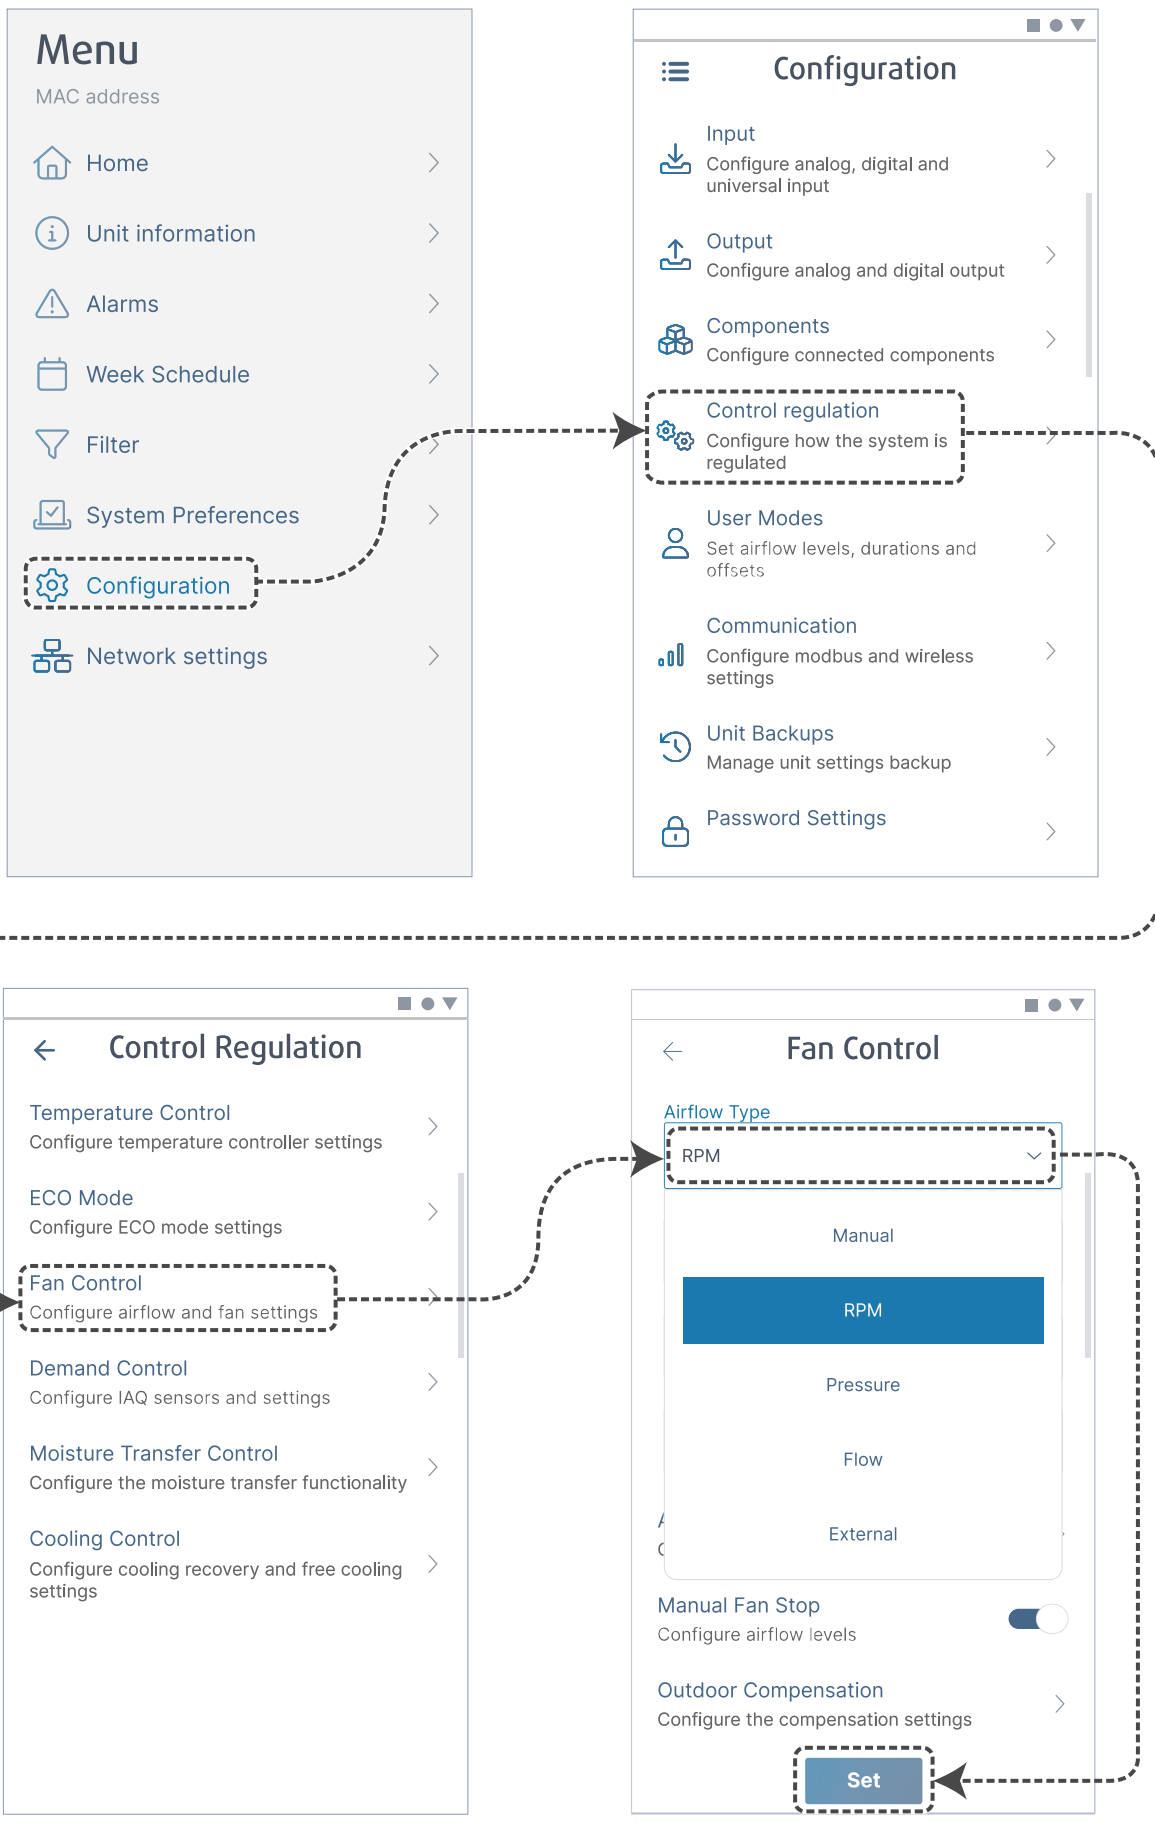 Menu
MAC address
Home
Unit information
Alarms
Week Schedule
Filter
System Preferences
Configuration
Network settings
Configuration
Input
Configure analog, digital and
universal input
Output
Configure analog and digital output
Components
Configure connected components
Control regulation
Configure how the system is
regulated
User Modes
Set airflow levels, durations and
offsets
Communication
Configure modbus and wireless
settings
Unit Backups
Manage unit settings backup
Password Settings
Control Regulation
Temperature Control
Configure temperature controller settings
ECO Mode
Configure ECO mode settings
Fan Control
Configure airflow and fan settings
Demand Control
Configure IAQ sensors and settings
Moisture Transfer Control
Configure the moisture transfer functionality
Cooling Control
Configure cooling recovery and free cooling
settings
Fan Control
Airflow Type
RPM
Manual
RPM
Pressure
Flow
External
Manual Fan Stop
Configure airflow levels
Outdoor Compensation
Configure the compensation settings
Set